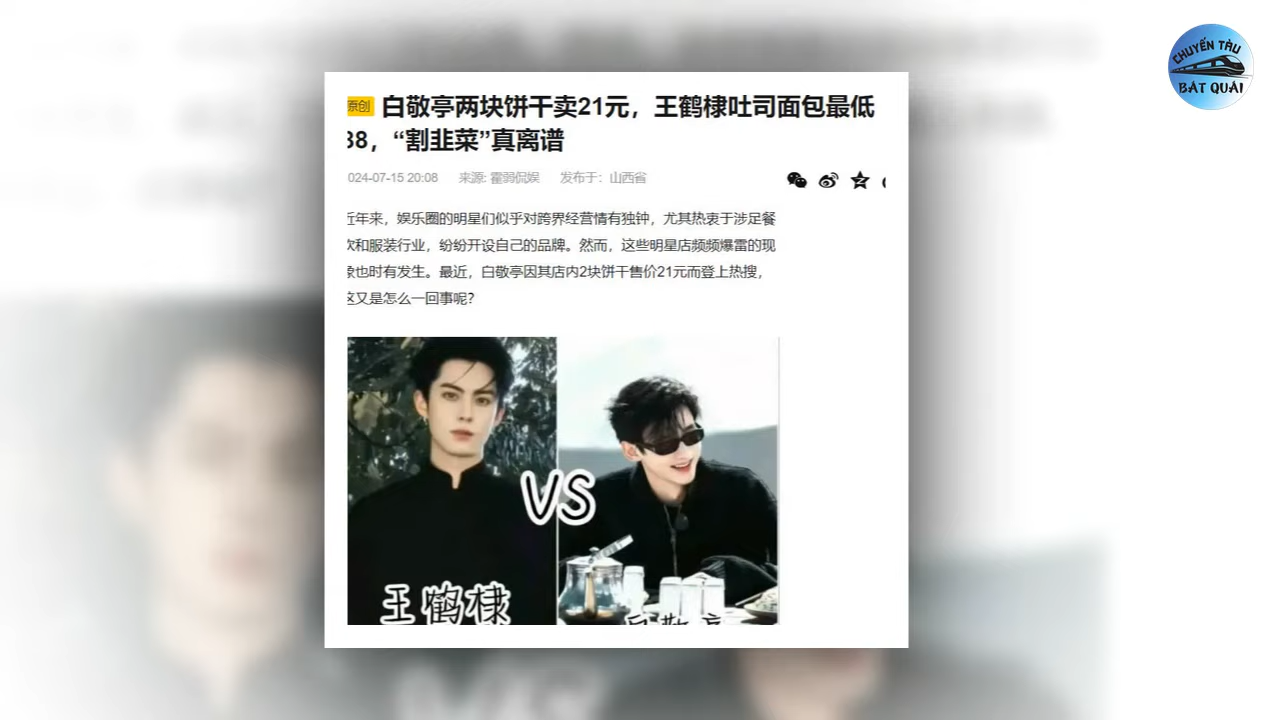 CHUYẾN TÀU
BÁT QUÁI
原创 白敬亭两块饼干卖21元，王鹤棣吐司面包最低
38，“割韭菜”真离谱
024-07-15 20:08 来源: 霍弱侃娱 发布于：山西省
近年来，娱乐圈的明星们似乎对跨界经营情有独钟，尤其热衷于涉足餐
饮和服装行业，纷纷开设自己的品牌。然而，这些明星店频频爆雷的现
象也时有发生。最近，白敬亭因其店内2块饼干售价21元而登上热搜，
这又是怎么一回事呢？
VS
王鹤棣
白敬亭